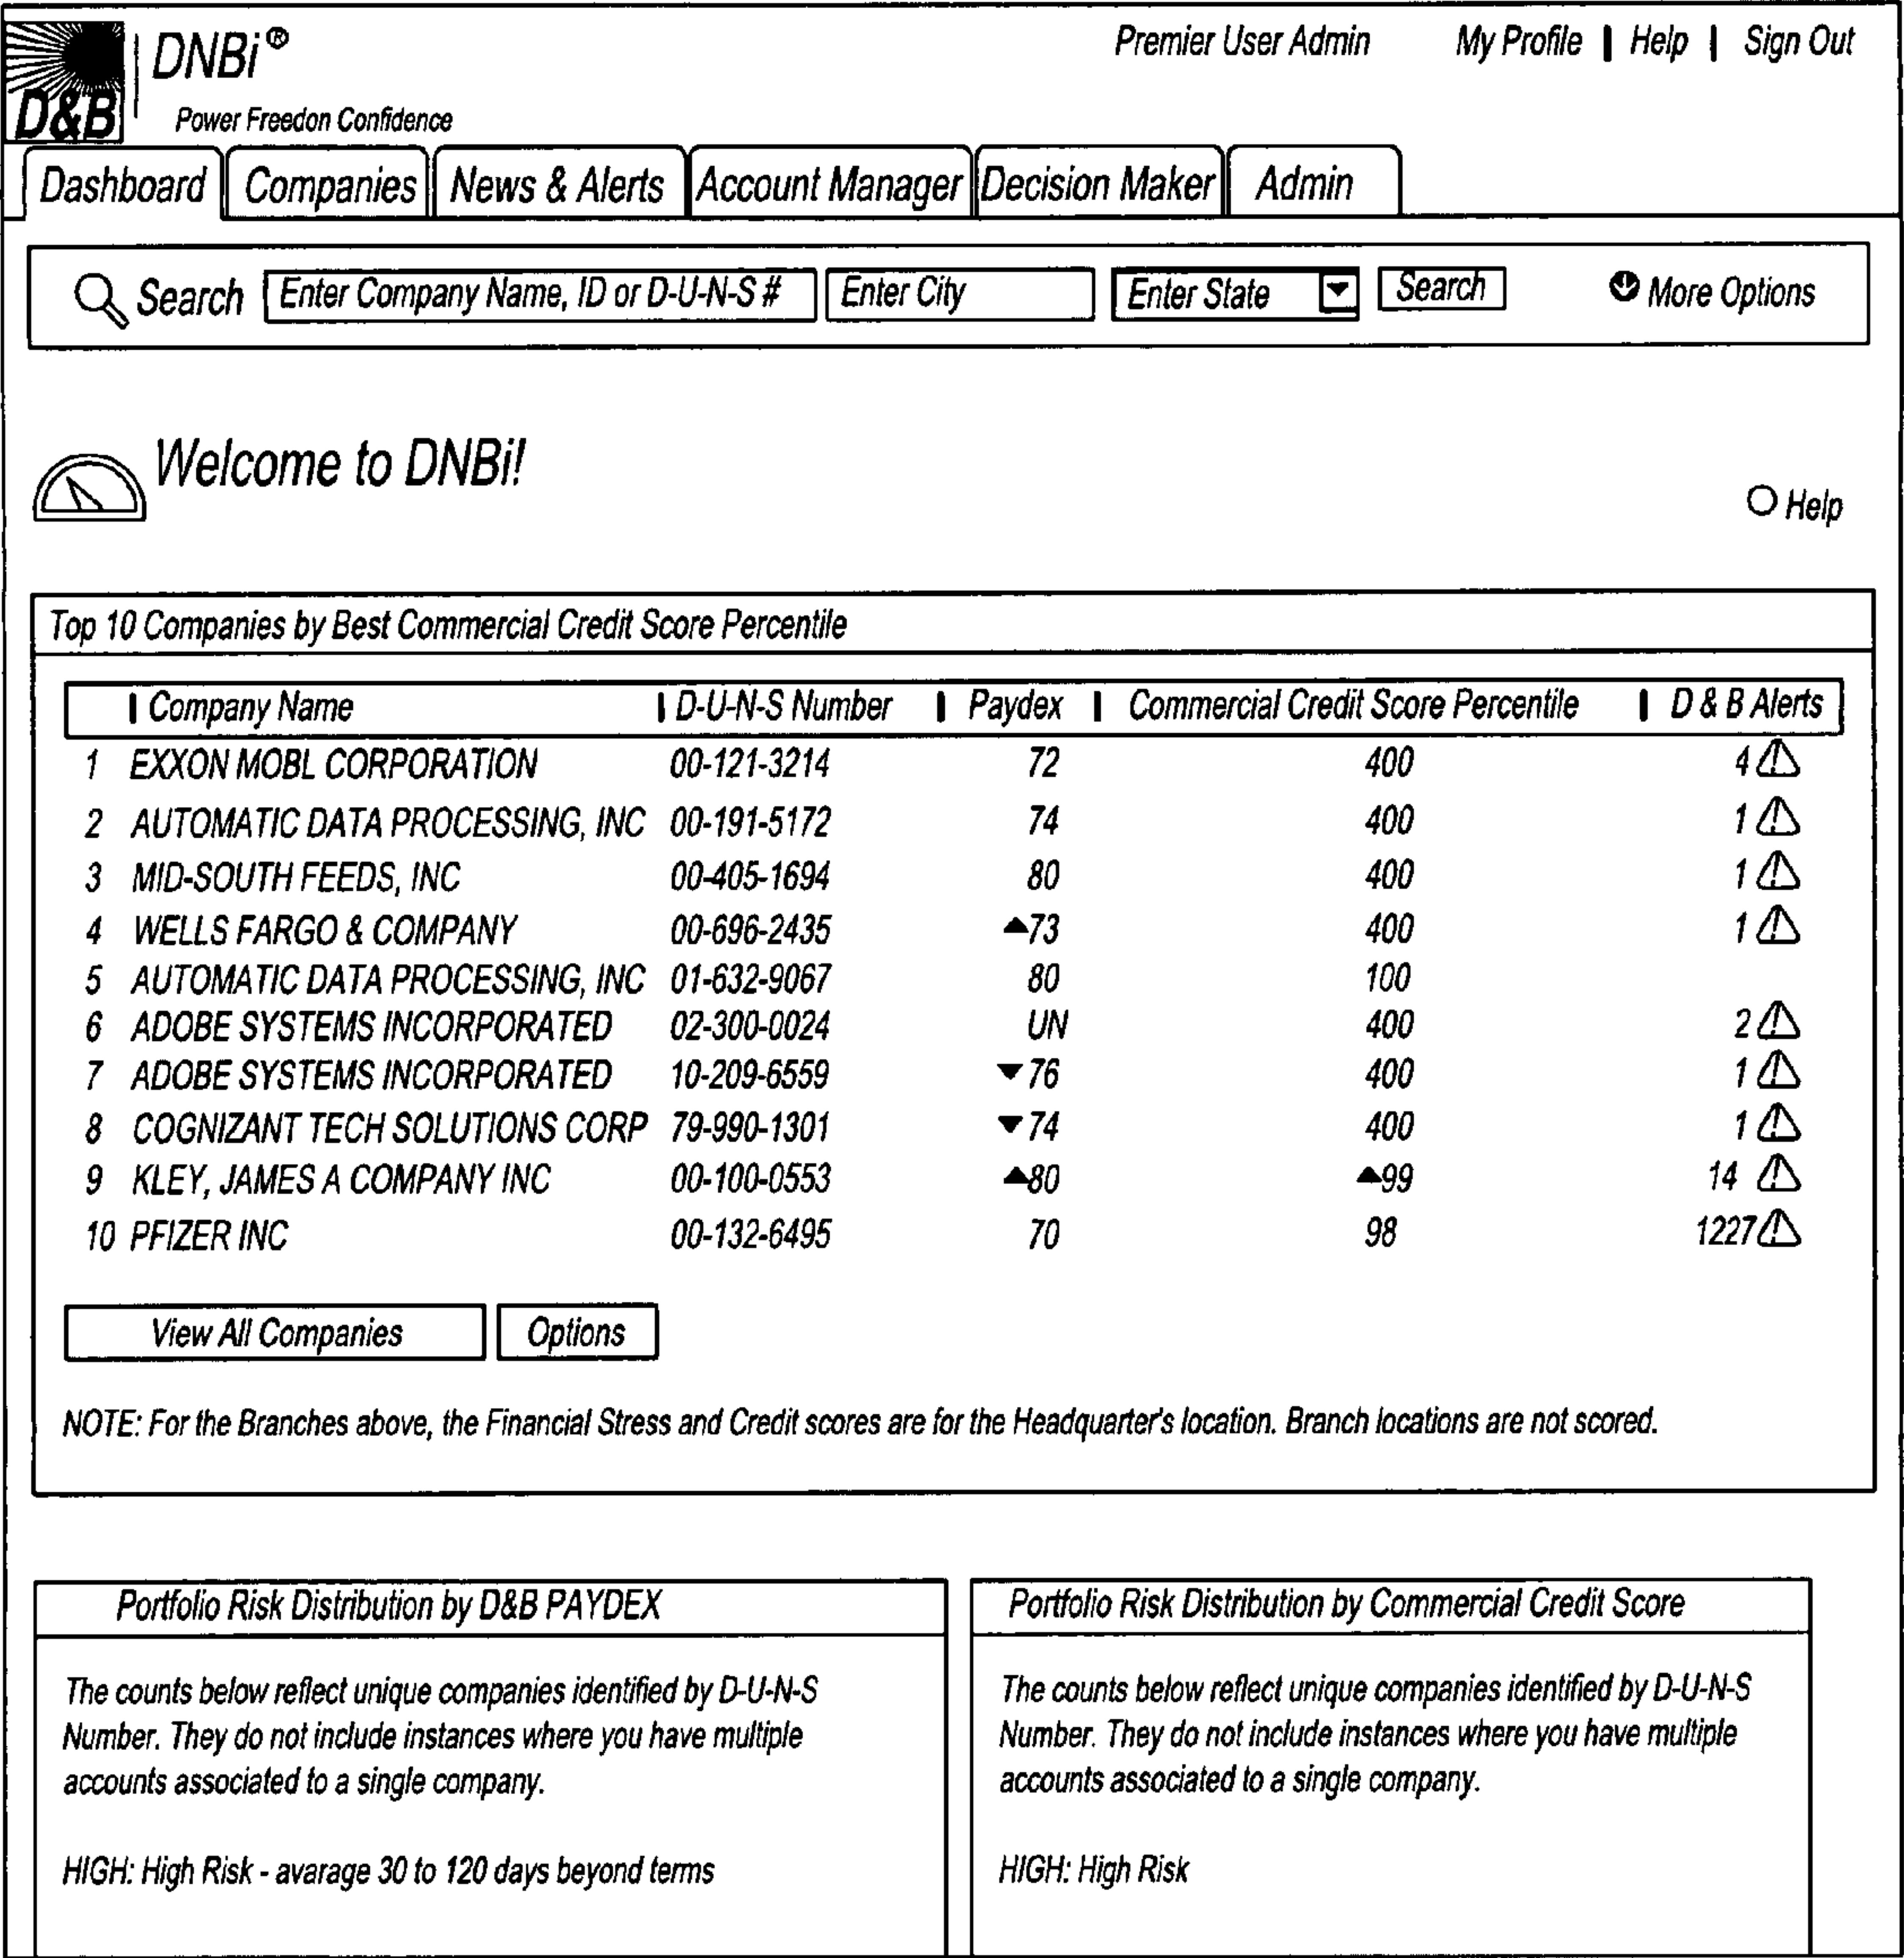 D&B
DNBi®
Power Freedon Confidence
Premier User Admin My Profile | Help | Sign Out
Dashboard Companies News & Alerts Account Manager Decision Maker Admin
Search Enter Company Name, ID or D-U-N-S # Enter City Enter State Search More Options
Welcome to DNBi!
Help
Top 10 Companies by Best Commercial Credit Score Percentile
| Company Name | D-U-N-S Number | Paydex | Commercial Credit Score Percentile | D & B Alerts
1 EXXON MOBL CORPORATION 00-121-3214 72 400 4
2 AUTOMATIC DATA PROCESSING, INC 00-191-5172 74 400 1
3 MID-SOUTH FEEDS, INC 00-405-1694 80 400 1
4 WELLS FARGO & COMPANY 00-696-2435 ▲73 400 1
5 AUTOMATIC DATA PROCESSING, INC 01-632-9067 80 100
6 ADOBE SYSTEMS INCORPORATED 02-300-0024 UN 400 2
7 ADOBE SYSTEMS INCORPORATED 10-209-6559 ▼76 400 1
8 COGNIZANT TECH SOLUTIONS CORP 79-990-1301 ▼74 400 1
9 KLEY, JAMES A COMPANY INC 00-100-0553 ▲80 ▲99 14
10 PFIZER INC 00-132-6495 70 98 1227
View All Companies Options
NOTE: For the Branches above, the Financial Stress and Credit scores are for the Headquarter's location. Branch locations are not scored.
Portfolio Risk Distribution by D&B PAYDEX
The counts below reflect unique companies identified by D-U-N-S
Number. They do not include instances where you have multiple
accounts associated to a single company.
HIGH: High Risk - avarage 30 to 120 days beyond terms
Portfolio Risk Distribution by Commercial Credit Score
The counts below reflect unique companies identified by D-U-N-S
Number. They do not include instances where you have multiple
accounts associated to a single company.
HIGH: High Risk